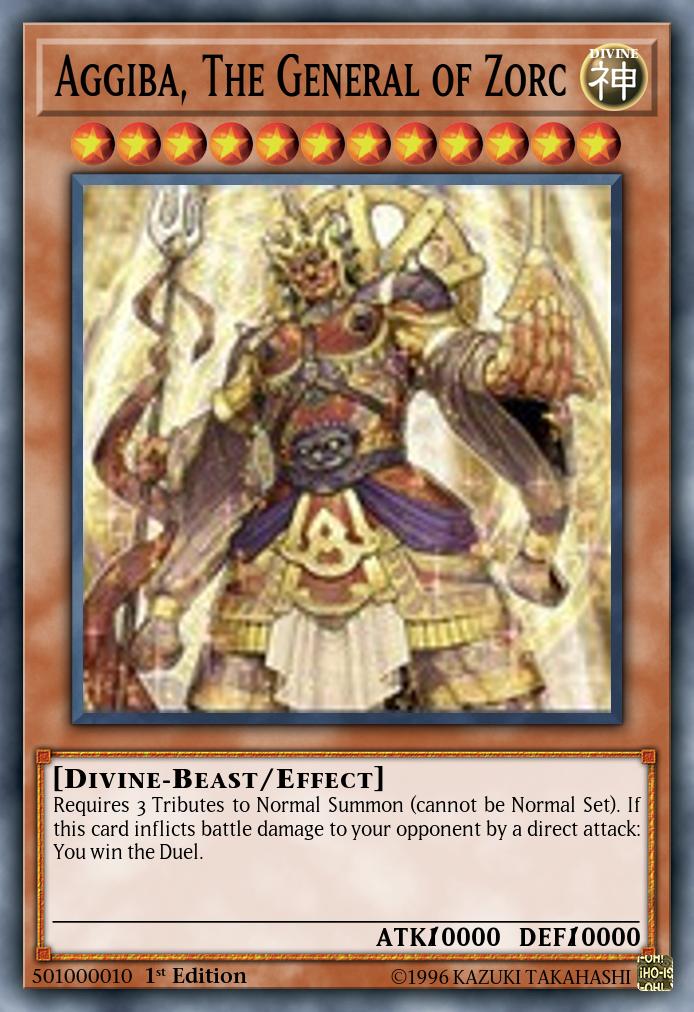 AGGIBA, THE GENERAL OF ZORC
DIVINE
神
[DIVINE-BEAST/EFFECT]
Requires 3 Tributes to Normal Summon (cannot be Normal Set). If
this card inflicts battle damage to your opponent by a direct attack:
You win the Duel.
ATK10000 DEF10000
501000010 1st Edition ©1996 KAZUKI TAKAHASHI